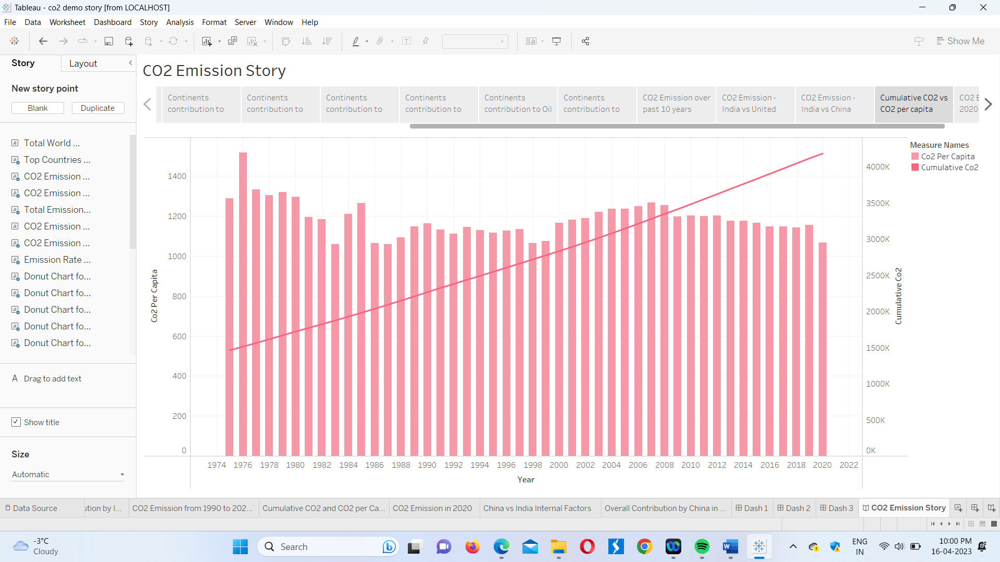 Tableau - co2 demo story [from LOCALHOST]
File Data Worksheet Dashboard Story Analysis Format Server Window Help
Show Me
Story Layout
New story point
Blank Duplicate
Total World ...
Top Countries ...
CO2 Emission ...
CO2 Emission ...
Total Emission...
CO2 Emission ...
CO2 Emission ...
Emission Rate ...
Donut Chart fo...
Donut Chart fo...
Donut Chart fo...
Donut Chart fo...
Donut Chart fo...
A Drag to add text
Show title
Size
Automatic
CO2 Emission Story
Continents
contribution to
Continents
contribution to
Continents
contribution to
Continents
contribution to
Continents
contribution to Oil
Continents
contribution to
CO2 Emission over
past 10 years
CO2 Emission -
India vs United
CO2 Emission -
India vs China
Cumulative CO2 vs
CO2 per capita
CO2 E
2020
Co2 Per Capita
1400
1200
1000
800
600
400
200
0
1974 1976 1978 1980 1982 1984 1986 1988 1990 1992 1994 1996 1998 2000 2002 2004 2006 2008 2010 2012 2014 2016 2018 2020 2022
Year
4000K
3500K
3000K
2500K
2000K
1500K
1000K
500K
0K
Cumulative Co2
Measure Names
Co2 Per Capita
Cumulative Co2
Data Source ution by I... CO2 Emission from 1990 to 202... Cumulative CO2 and CO2 per Ca... CO2 Emission in 2020 China vs India Internal Factors Overall Contribution by China in ... Dash 1 Dash 2 Dash 3 CO2 Emission Story
-3°C
Cloudy
Search
ENG
IN
10:00 PM
16-04-2023